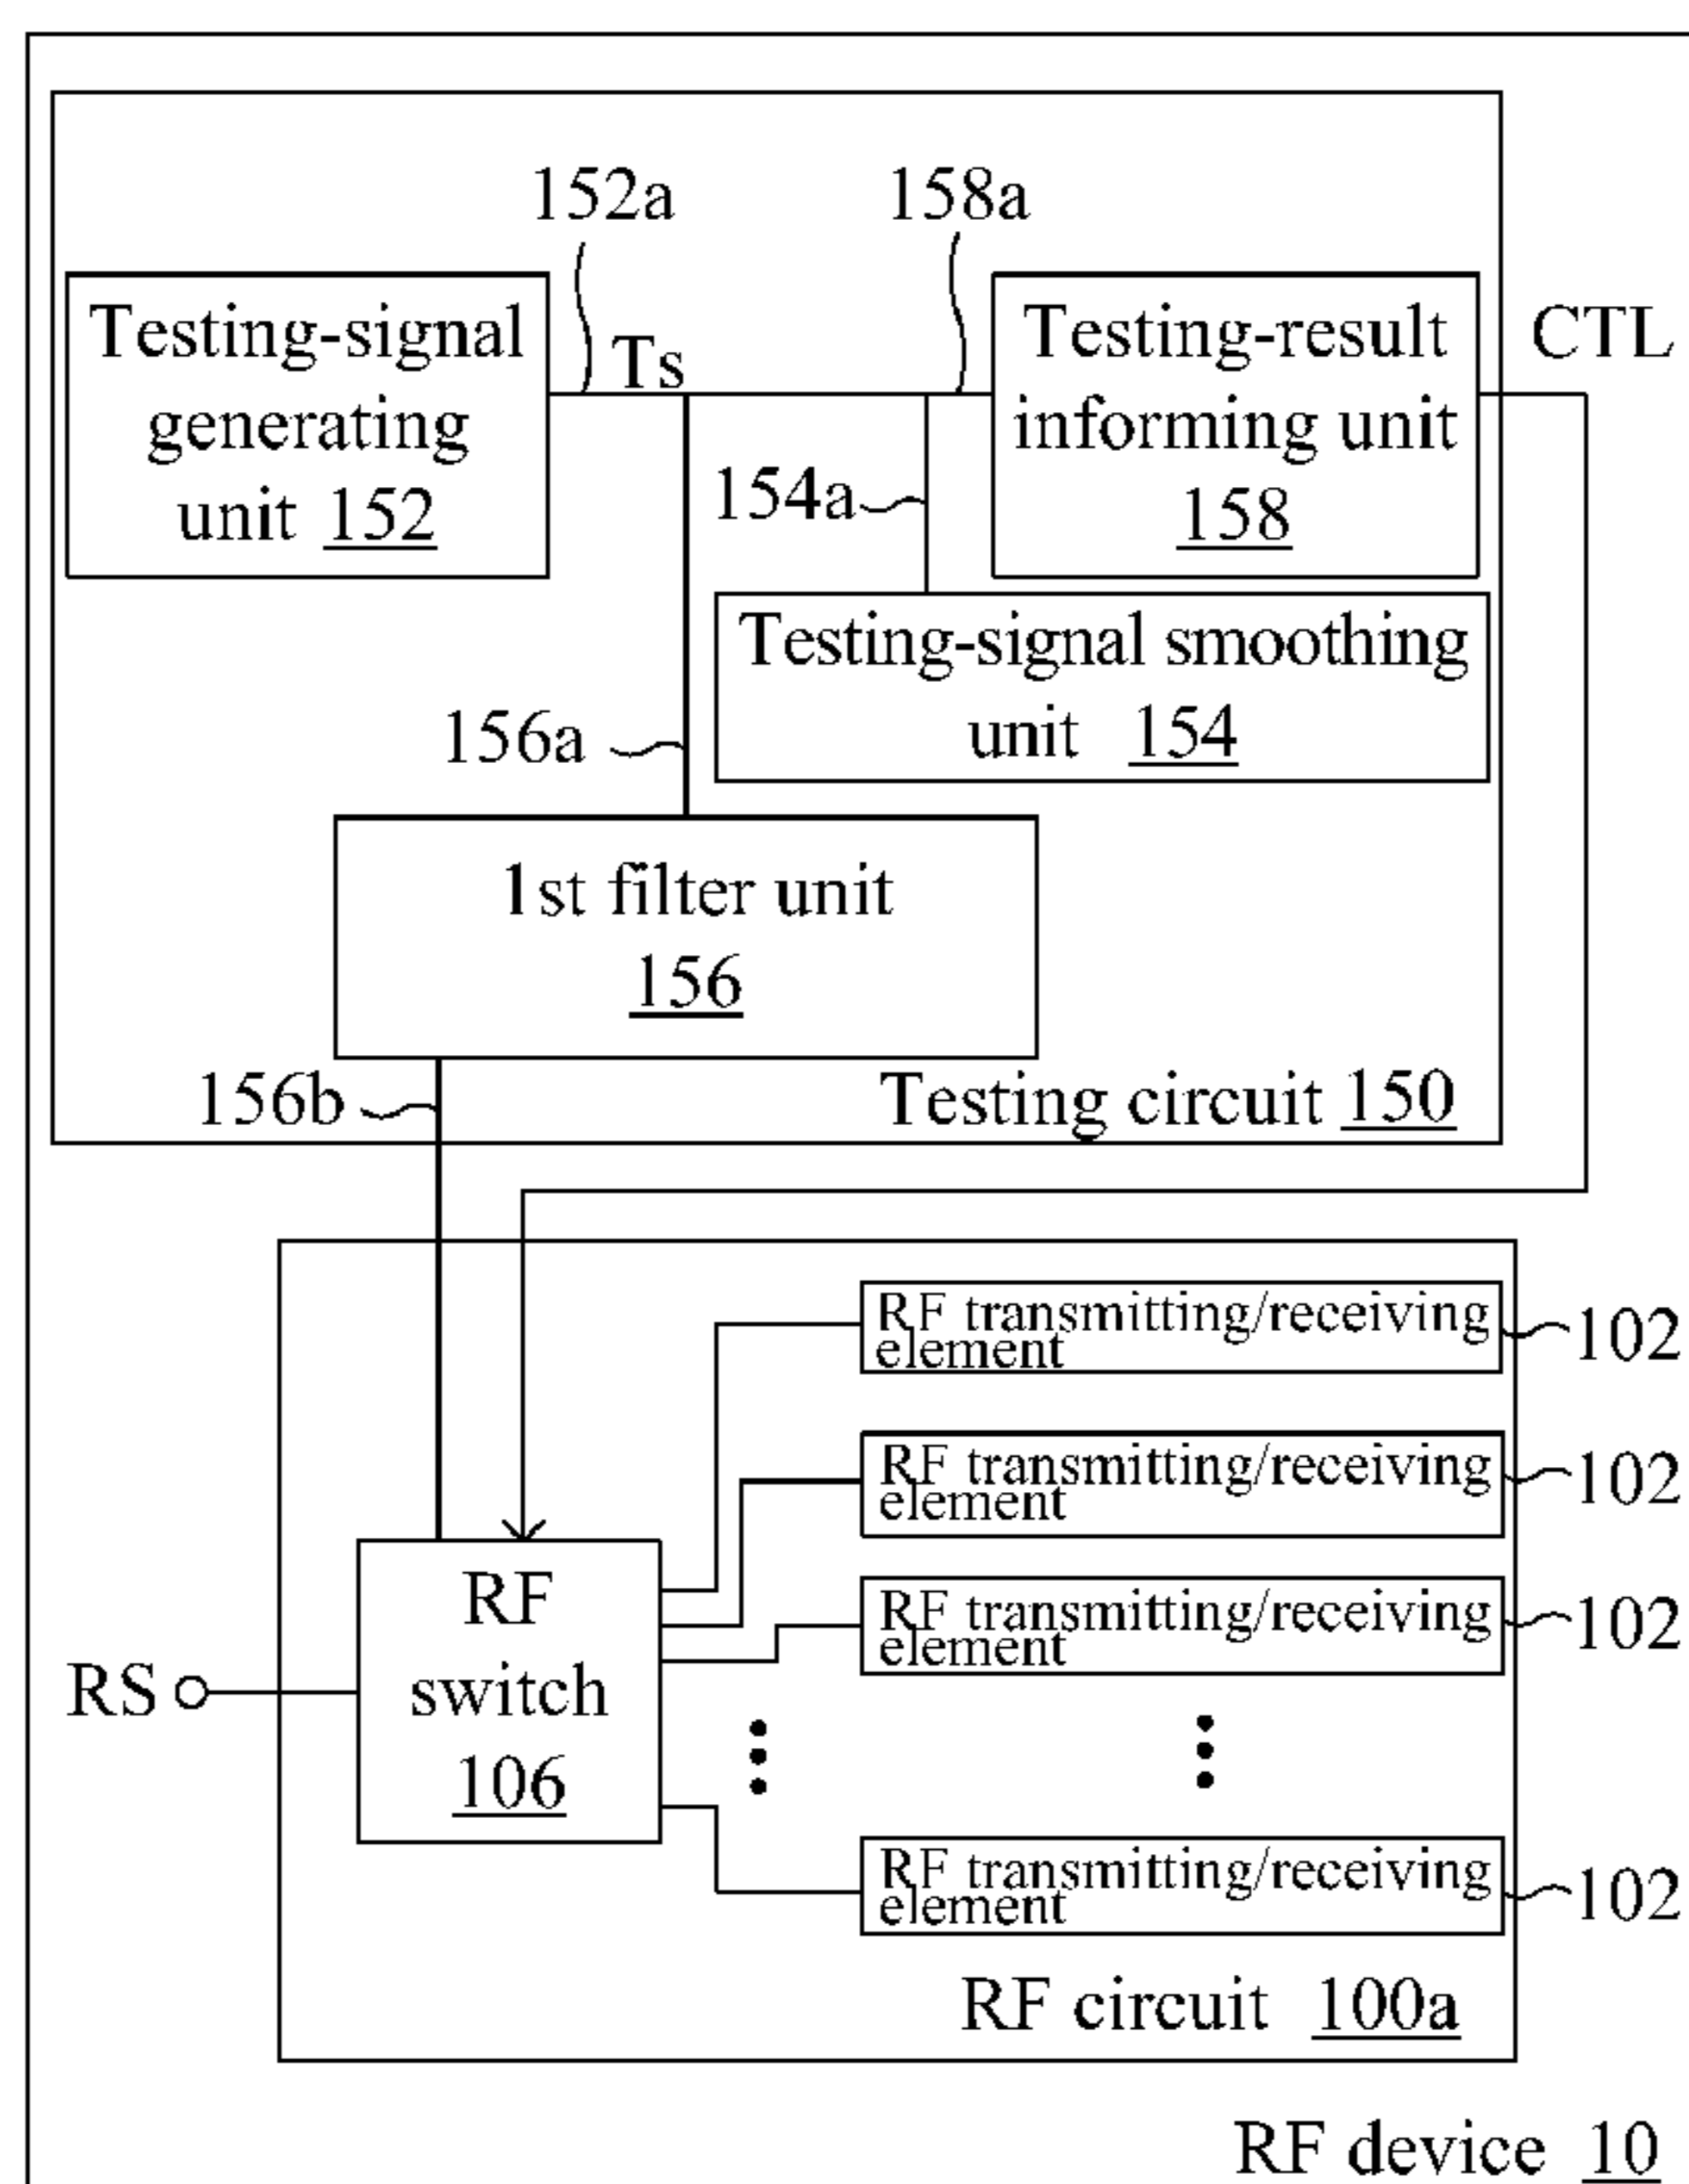 152a
158a
Testing-signal
generating
unit 152
Ts
Testing-result
informing unit
158
CTL
154a
Testing-signal smoothing
unit 154
156a
1st filter unit
156
156b
Testing circuit 150
RF transmitting/receiving
element
102
RF transmitting/receiving
element
102
RF transmitting/receiving
element
102
RS
RF
switch
106
RF transmitting/receiving
element
102
RF circuit 100a
RF device 10